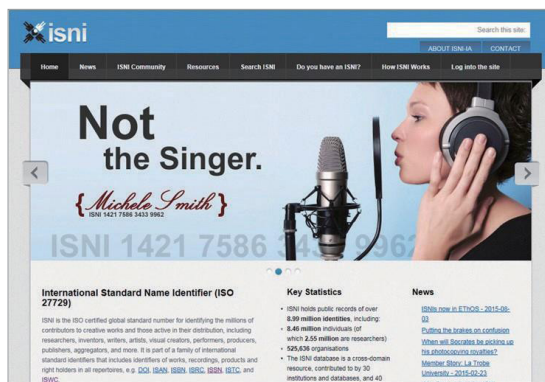 isni
Search this site:
ABOUT ISNI-IA CONTACT
Home News ISNI Community Resources Search ISNI Do you have an ISNI? How ISNI Works Log into the site
Not
the Singer.
{ Michele Smith }
ISNI 1421 7586 3433 9962
ISNI 1421 7586 3433 9962
International Standard Name Identifier (ISO
27729)
ISNI is the ISO certified global standard number for identifying the millions of
contributors to creative works and those active in their distribution, including
researchers, inventors, writers, artists, visual creators, performers, producers,
publishers, aggregators, and more. It is part of a family of international
standard identifiers that includes identifiers of works, recordings, products and
right holders in all repertoires, e.g. DOI, ISAN, ISBN, ISRC, ISSN, ISTC, and
ISWC.
Key Statistics
• ISNI holds public records of over
8.99 million identities, including:
• 8.46 million individuals (of
which 2.55 million are researchers)
• 525,636 organisations
• The ISNI database is a cross-domain
resource, contributed to by 30
institutions and databases, and 40
News
ISNIs now in EThOS - 2015-08-
03
Putting the brakes on confusion
When will Socrates be picking up
his photocopying royalties?
Member Story: La Trobe
University - 2015-02-23